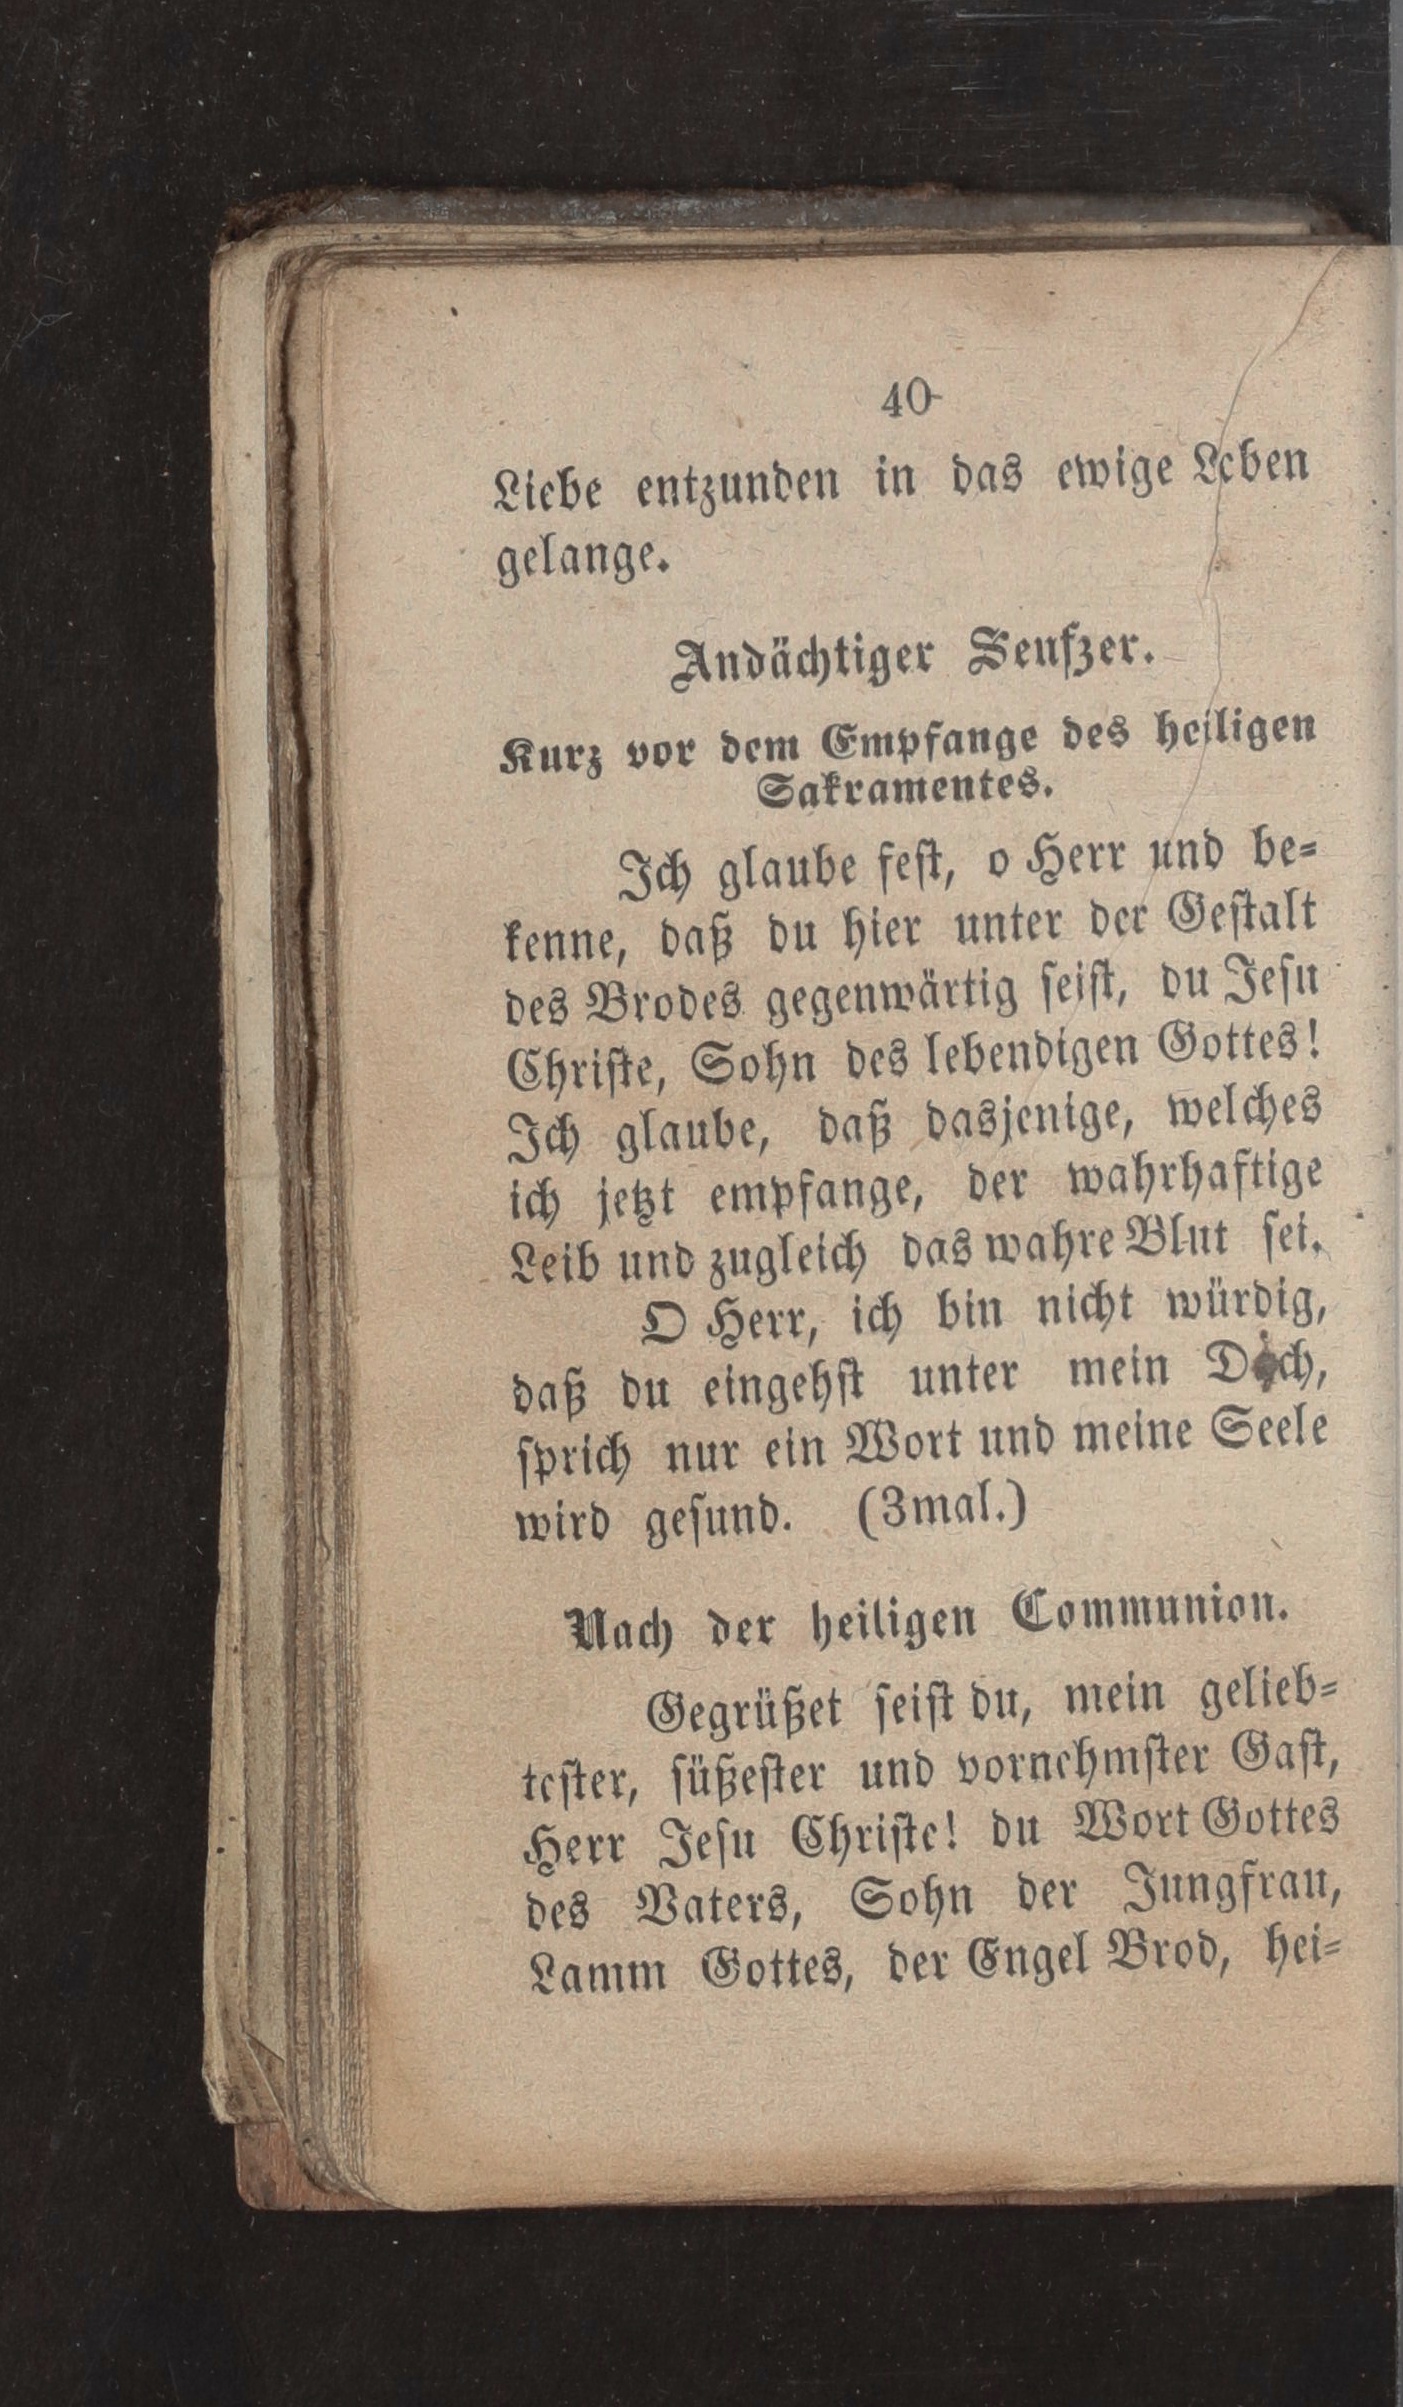 40
Liebe entzunden in das ewige Leben
gelange.
Andächtiger Seufzer.
Kurz vor dem Empfange des heiligen
Sakramentes.
Ich glaube fest, o Herr und be=
kenne, daß du hier unter der Gestalt
des Brodes gegenwärtig seist, du Jesu
Christe, Sohn des lebendigen Gottes!
Ich glaube, daß dasjenige, welches
ich jetzt empfange, der wahrhaftige
Leib und zugleich das wahre Blut sei.
O Herr, ich bin nicht würdig,
daß du eingehst unter mein Dach,
sprich nur ein Wort und meine Seele
wird gesund. (3mal.)
Nach der heiligen Communion.
Gegrüßet seist du, mein gelieb=
tester, süßester und vornehmster Gast,
Herr Jesu Christe! du Wort Gottes
des Vaters, Sohn der Jungfrau,
Lamm Gottes, der Engel Brod, hei=